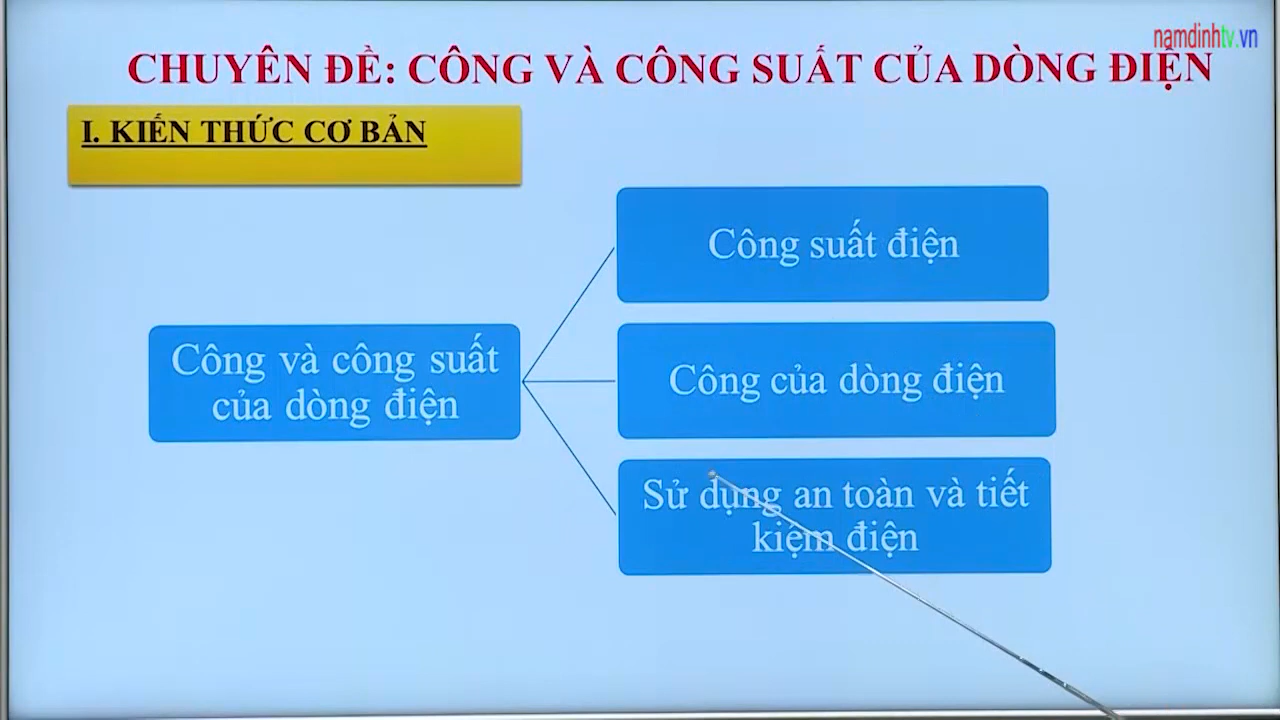 namdinhtv.vn
CHUYÊN ĐỀ: CÔNG VÀ CÔNG SUẤT CỦA DÒNG ĐIỆN
I. KIẾN THỨC CƠ BẢN
Công suất điện
Công và công suất
của dòng điện
Công của dòng điện
Sử dụng an toàn và tiết
kiệm điện